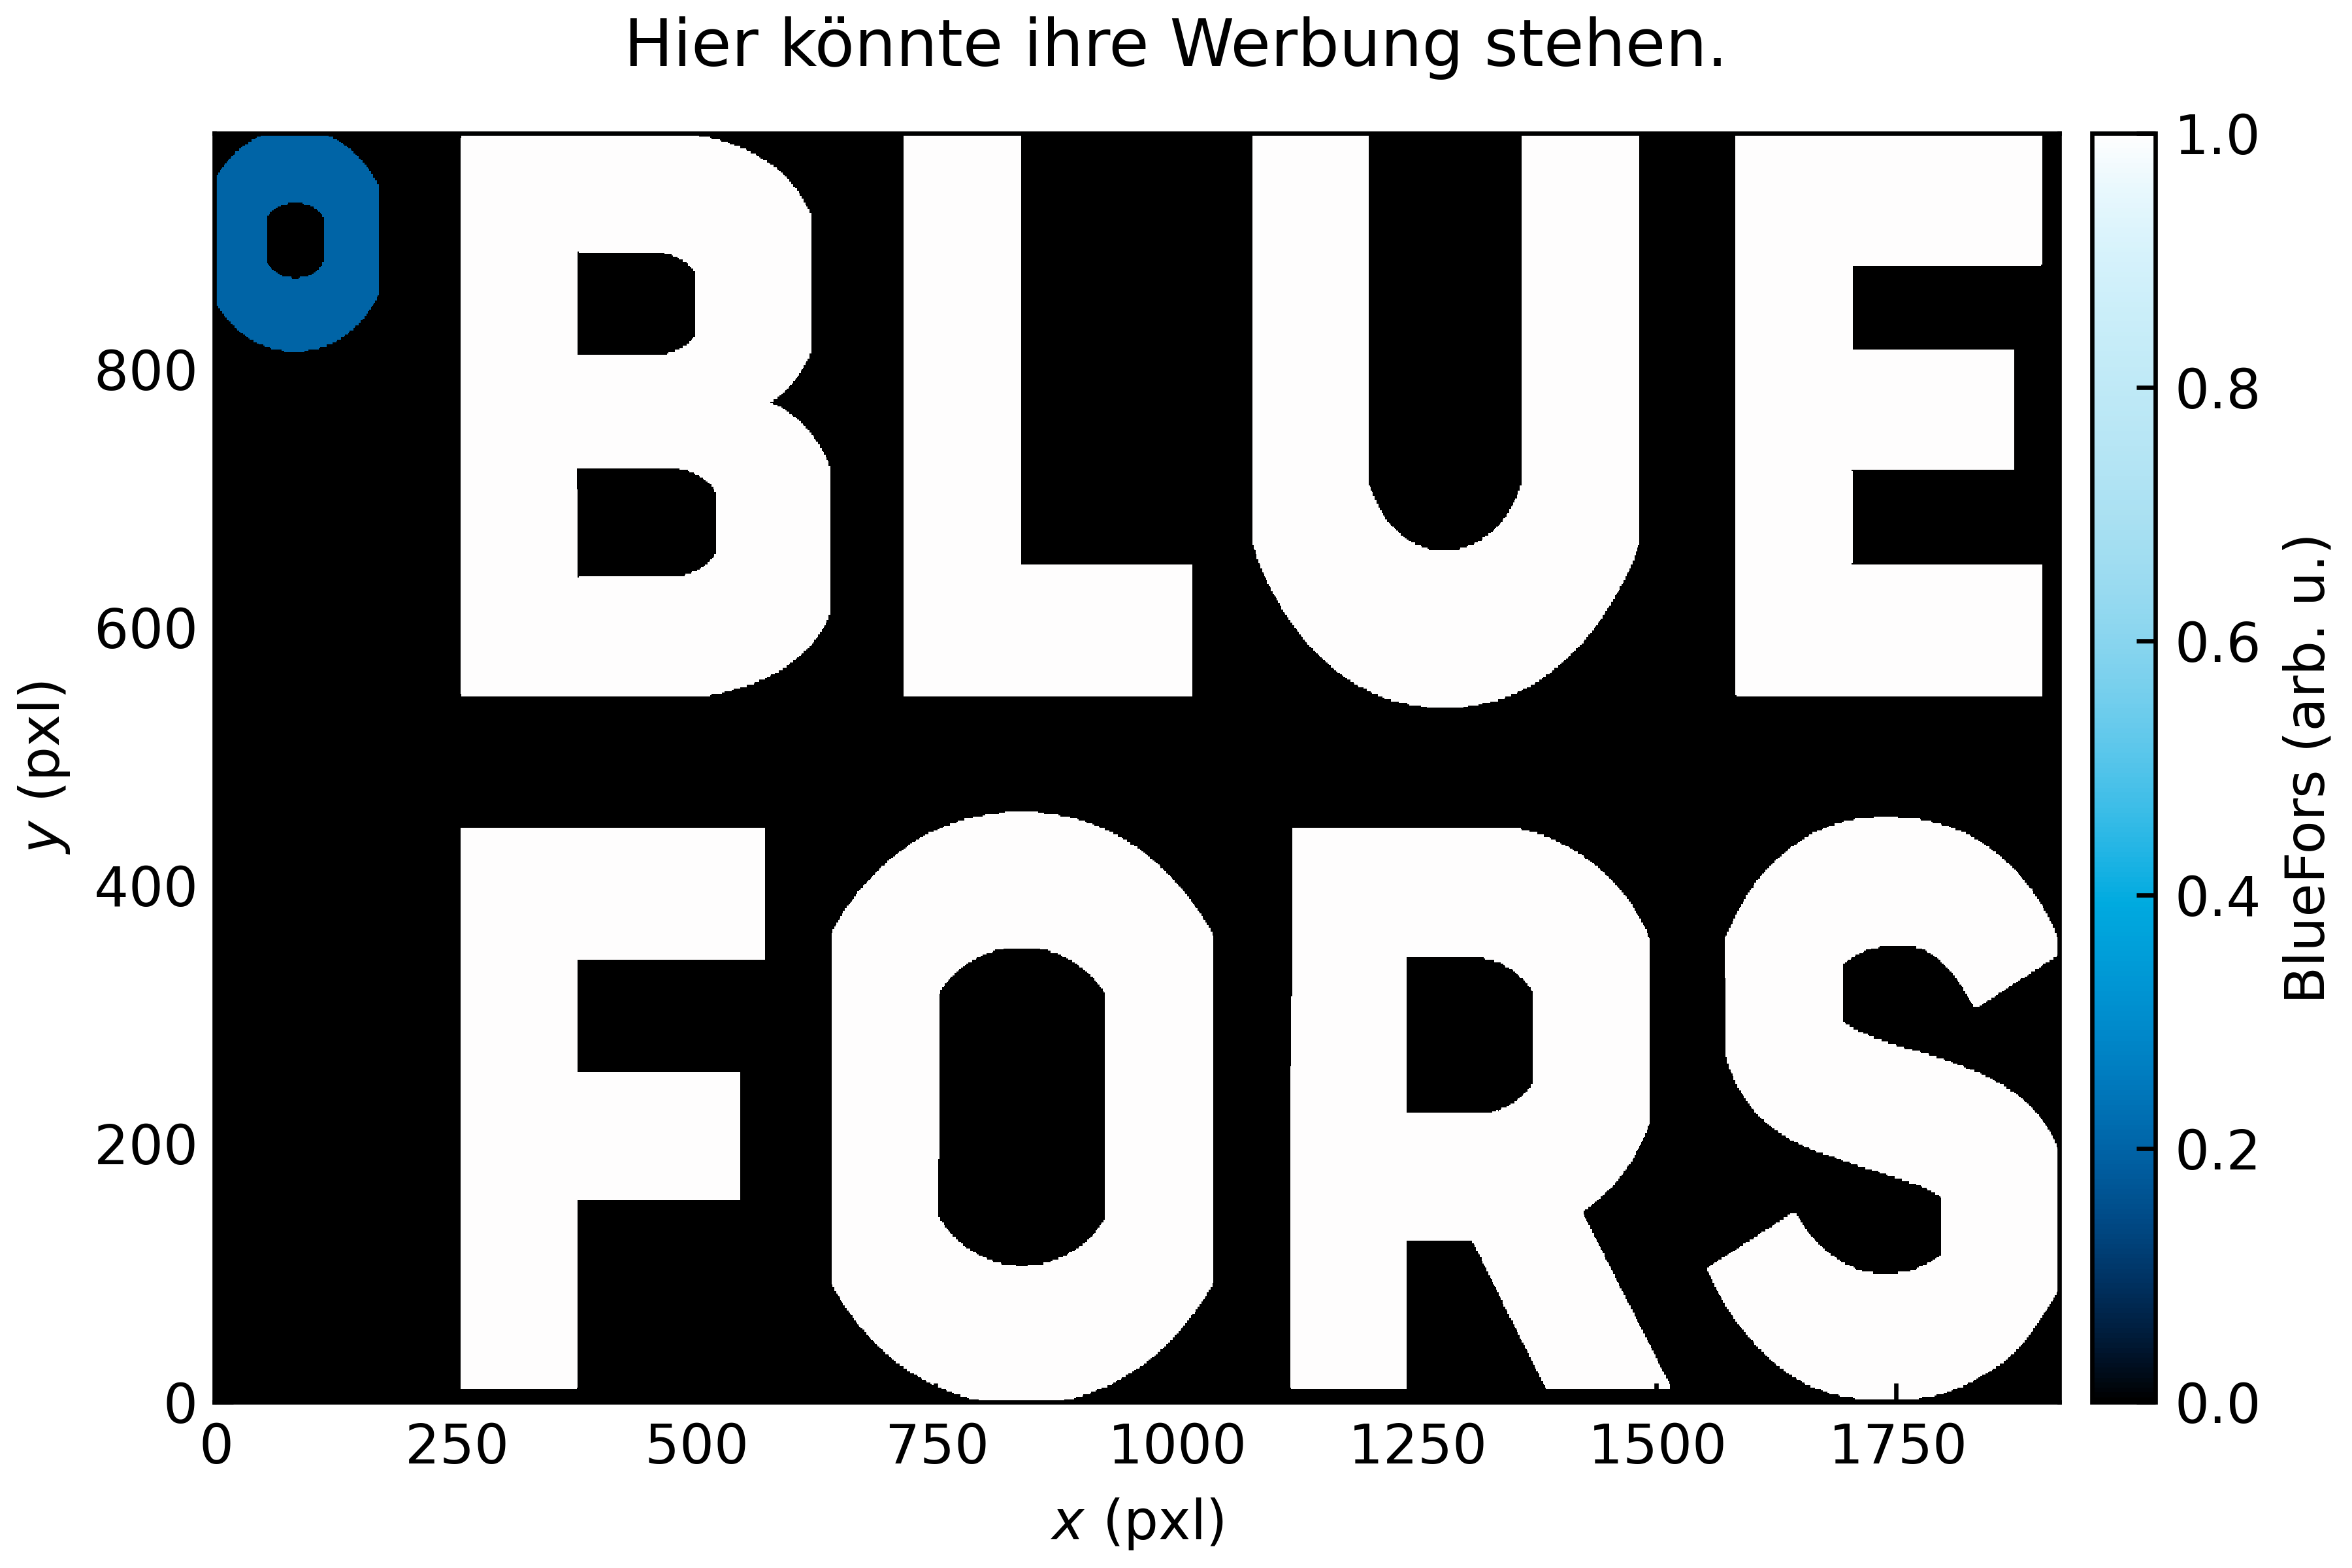 Hier könnte ihre Werbung stehen.
O BLUE
FORS
y (pxl)
800
600
400
200
0
0 250 500 750 1000 1250 1500 1750
x (pxl)
1.0
0.8
0.6
0.4
0.2
0.0
BlueFors (arb. u.)